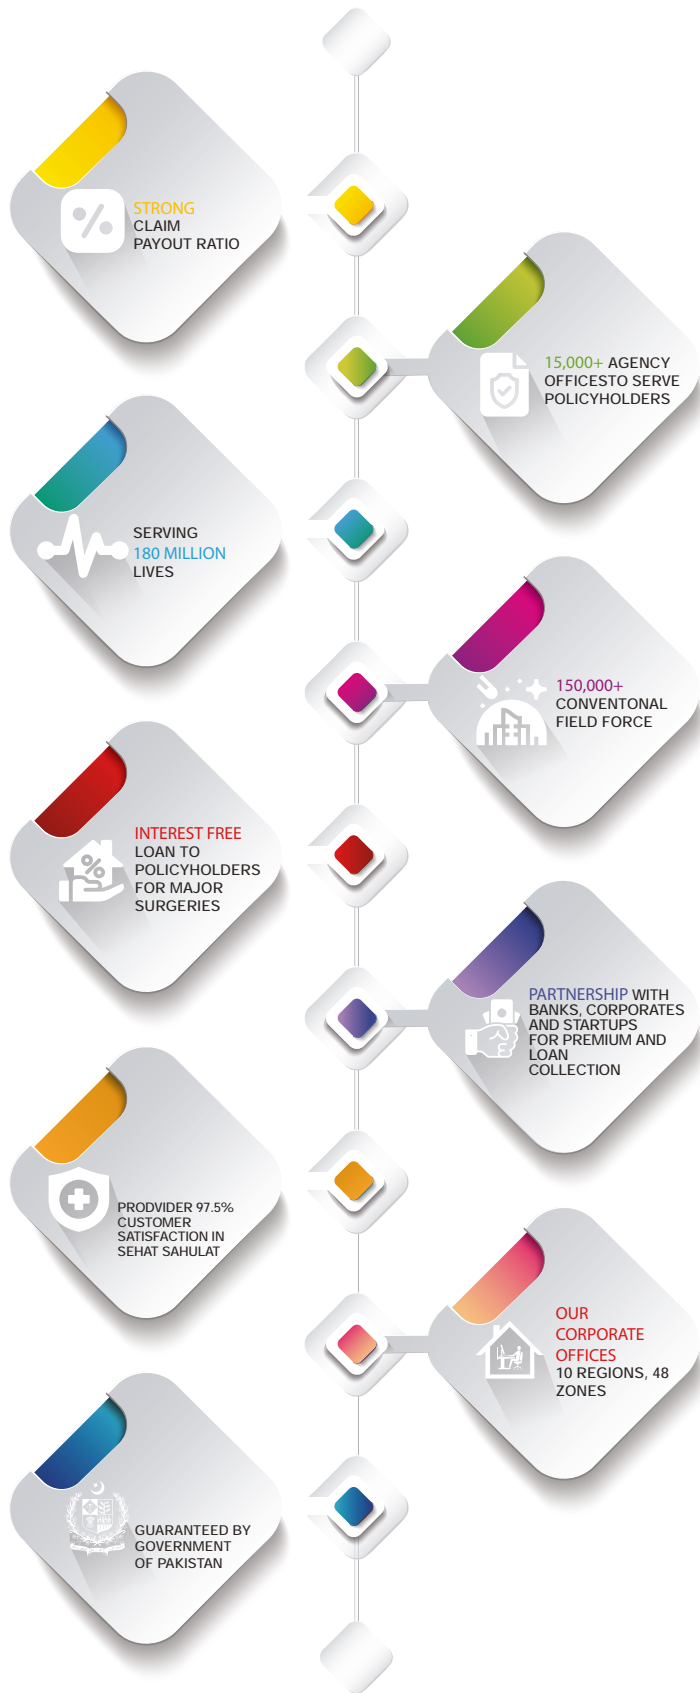 STRONG
CLAIM
PAYOUT RATIO
15,000+ AGENCY
OFFICESTO SERVE
POLICYHOLDERS
SERVING
180 MILLION
LIVES
150,000+
CONVENTONAL
FIELD FORCE
INTEREST FREE
LOAN TO
POLICYHOLDERS
FOR MAJOR
SURGERIES
PARTNERSHIP WITH
BANKS, CORPORATES
AND STARTUPS
FOR PREMIUM AND
LOAN
COLLECTION
PRODVIDER 97.5%
CUSTOMER
SATISFACTION IN
SEHAT SAHULAT
OUR
CORPORATE
OFFICES
10 REGIONS, 48
ZONES
GUARANTEED BY
GOVERNMENT
OF PAKISTAN